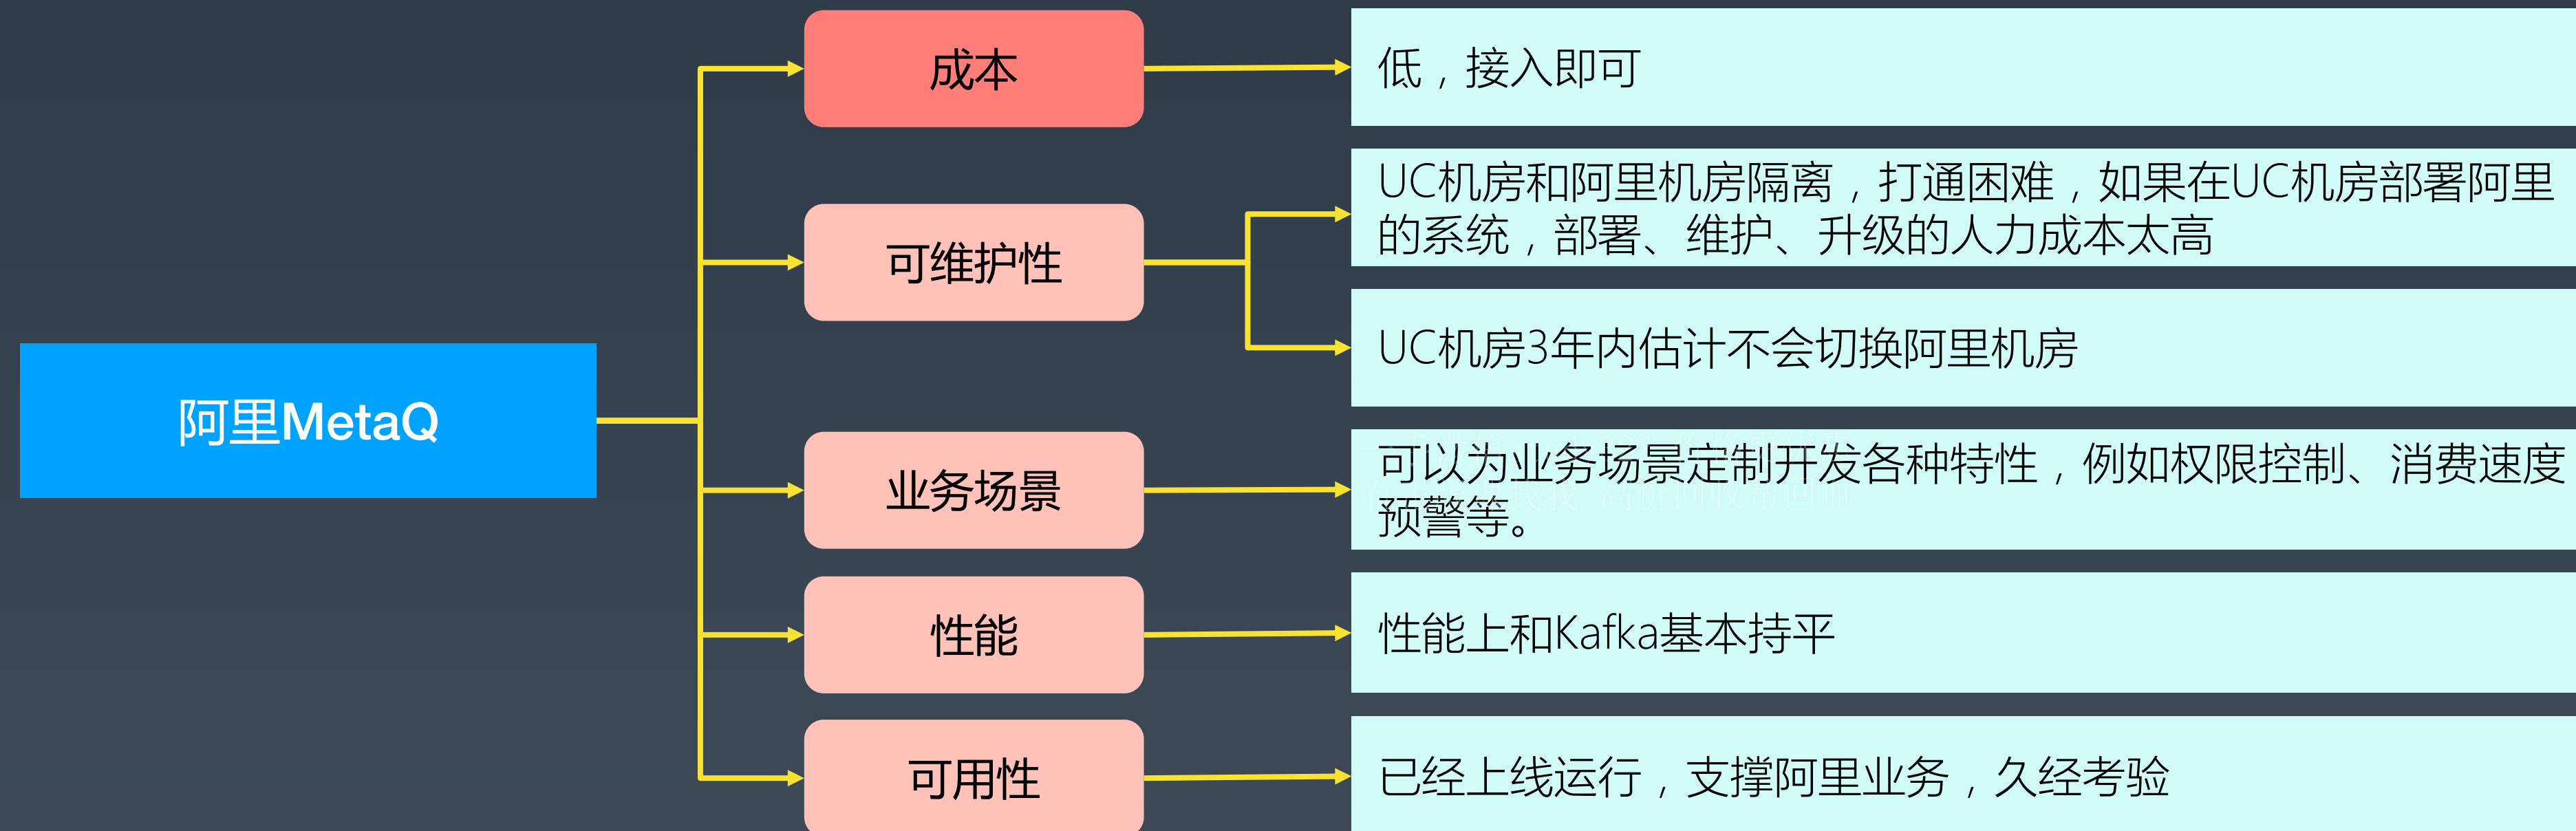 成本
低，接入即可
可维护性
UC机房和阿里机房隔离，打通困难，如果在UC机房部署阿里
的系统，部署、维护、升级的人力成本太高
UC机房3年内估计不会切换阿里机房
阿里MetaQ
业务场景
可以为业务场景定制开发各种特性，例如权限控制、消费速度
预警等。
性能
性能上和Kafka基本持平
可用性
已经上线运行，支撑阿里业务，久经考验